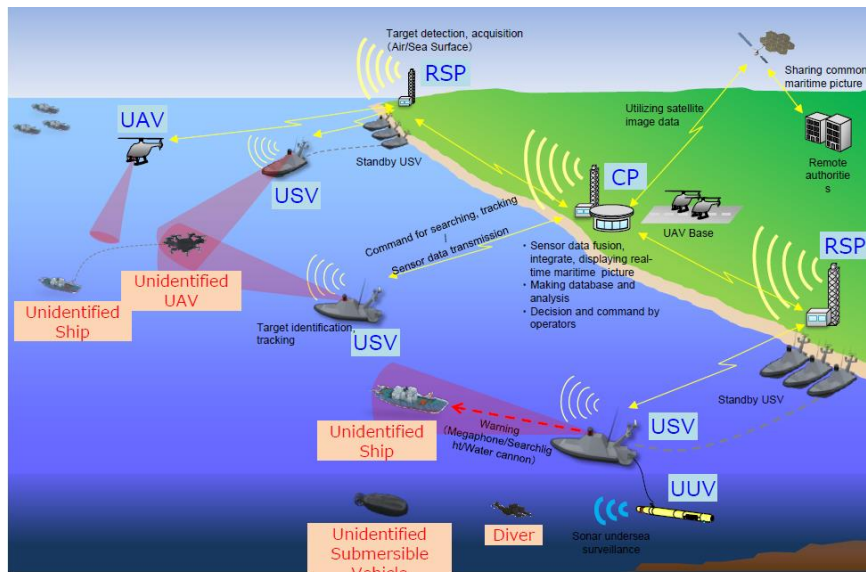 Target detection, acquisition
(Air/Sea Surface)
RSP
Sharing common
maritime picture
UAV
Utilizing satellite
image data
Standby USV
USV
Remote
authoritie
s
CP
UAV Base
Command for searching, tracking
/
Sensor data transmission
RSP
• Sensor data fusion,
integrate, displaying real-
time maritime picture
• Making database and
analysis
• Decision and command by
operators
Unidentified
UAV
Unidentified
Ship
Target identification,
tracking
USV
Standby USV
Unidentified
Ship
Warning
(Megaphone/Searchlig
ht/Water cannon)
USV
UUV
Unidentified
Submersible
Vehicle
Diver
Sonar undersea
surveillance